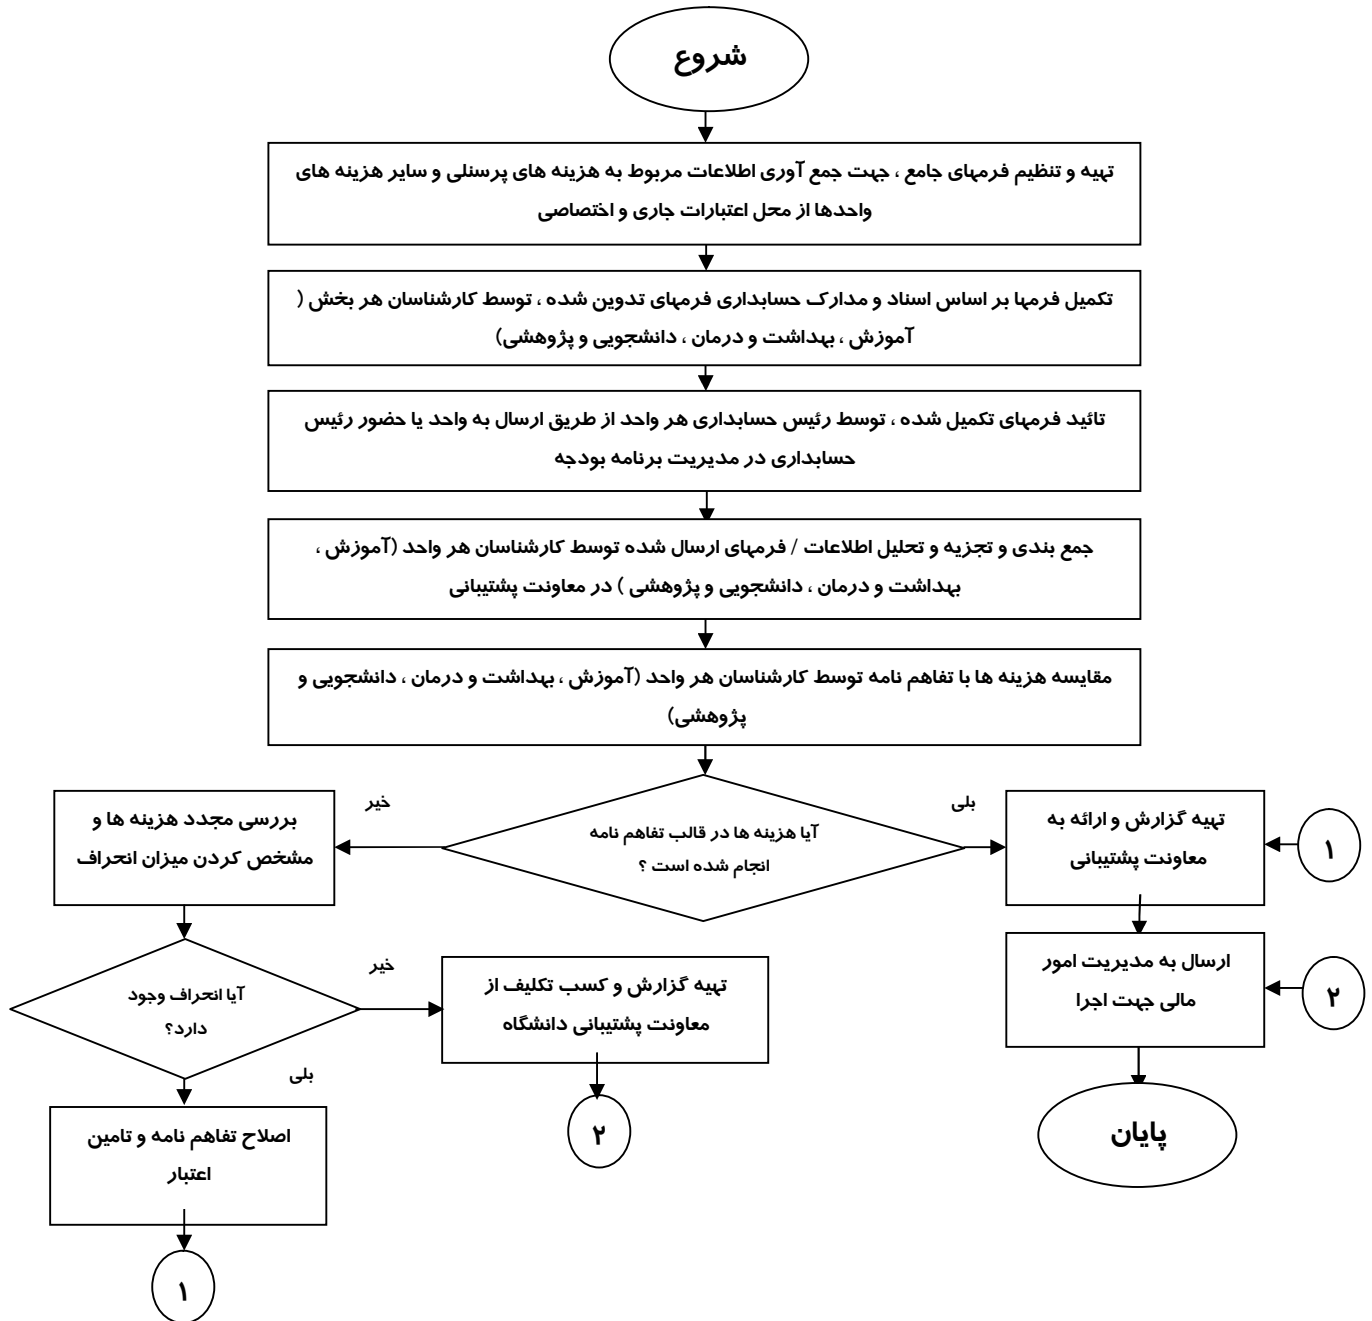 شروع
تهیه و تنظیم فرمهای جامع ، جهت جمع آوری اطلاعات مربوط به هزینه های پرسنلی و سایر هزینه های
واحدها از محل اعتبارات جاری و اختصاصی
تکمیل فرمها بر اساس اسناد و مدارک حسابداری فرمهای تدوین شده ، توسط کارشناسان هر بخش (
آموزش ، بهداشت و درمان ، دانشجویی و پژوهشی)
تائید فرمهای تکمیل شده ، توسط رئیس حسابداری هر واحد از طریق ارسال به واحد یا حضور رئیس
حسابداری در مدیریت برنامه بودجه
جمع بندی و تجزیه و تحلیل اطلاعات / فرمهای ارسال شده توسط کارشناسان هر واحد (آموزش ،
بهداشت و درمان ، دانشجویی و پژوهشی ) در معاونت پشتیبانی
مقایسه هزینه ها با تفاهم نامه توسط کارشناسان هر واحد (آموزش ، بهداشت و درمان ، دانشجویی و
پژوهشی)
آیا هزینه ها در قالب تفاهم نامه
انجام شده است ؟
بلی
تهیه گزارش و ارائه به
معاونت پشتیبانی
۱
ارسال به مدیریت امور
مالی جهت اجرا
۲
پایان
خیر
بررسی مجدد هزینه ها و
مشخص کردن میزان انحراف
آیا انحراف وجود
دارد؟
خیر
تهیه گزارش و کسب تکلیف از
معاونت پشتیبانی دانشگاه
۲
بلی
اصلاح تفاهم نامه و تامین
اعتبار
۱